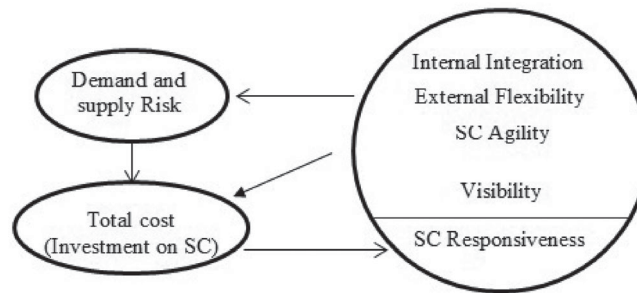 Demand and
supply Risk
Total cost
(Investment on SC)
Internal Integration
External Flexibility
SC Agility
Visibility
SC Responsiveness